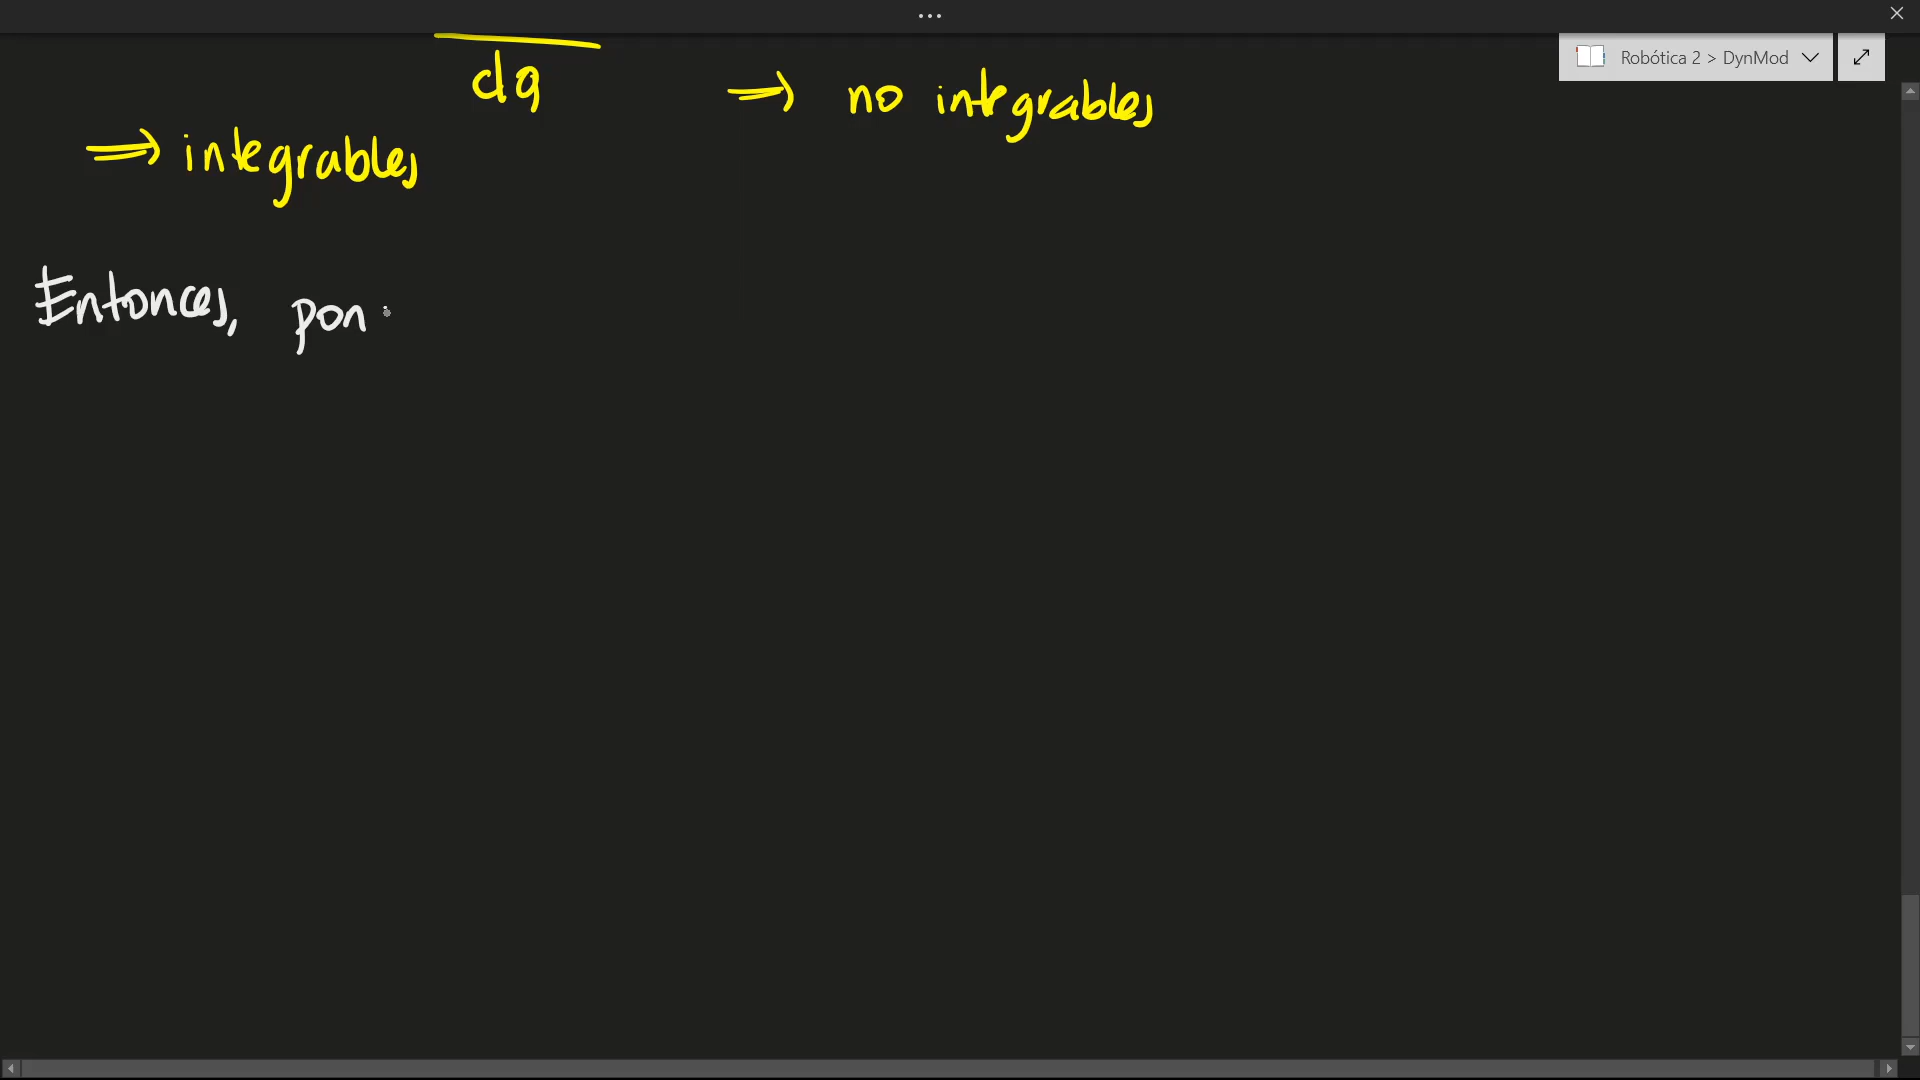 Robótica 2 > DynMod
dq
⇒ no integrables
⇒ integrables
Entonces, pon